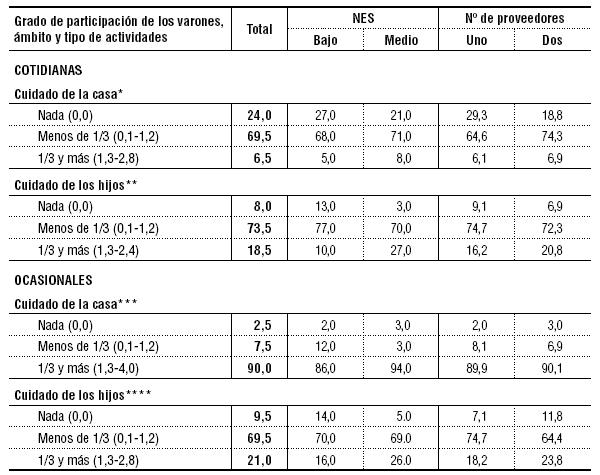 Grado de participación de los varones, ámbito y tipo de actividades Total NES Nº de proveedores
Bajo Medio Uno Dos
COTIDIANAS
Cuidado de la casa*
Nada (0,0) 24,0 27,0 21,0 29,3 18,8
Menos de 1/3 (0,1-1,2) 69,5 68,0 71,0 64,6 74,3
1/3 y más (1,3-2,8) 6,5 5,0 8,0 6,1 6,9
Cuidado de los hijos**
Nada (0,0) 8,0 13,0 3,0 9,1 6,9
Menos de 1/3 (0,1-1,2) 73,5 77,0 70,0 74,7 72,3
1/3 y más (1,3-2,4) 18,5 10,0 27,0 16,2 20,8
OCASIONALES
Cuidado de la casa***
Nada (0,0) 2,5 2,0 3,0 2,0 3,0
Menos de 1/3 (0,1-1,2) 7,5 12,0 3,0 8,1 6,9
1/3 y más (1,3-4,0) 90,0 86,0 94,0 89,9 90,1
Cuidado de los hijos****
Nada (0,0) 9,5 14,0 5.0 7,1 11,8
Menos de 1/3 (0,1-1,2) 69,5 70,0 69.0 74,7 64,4
1/3 y más (1,3-2,8) 21,0 16,0 26.0 18,2 23,8